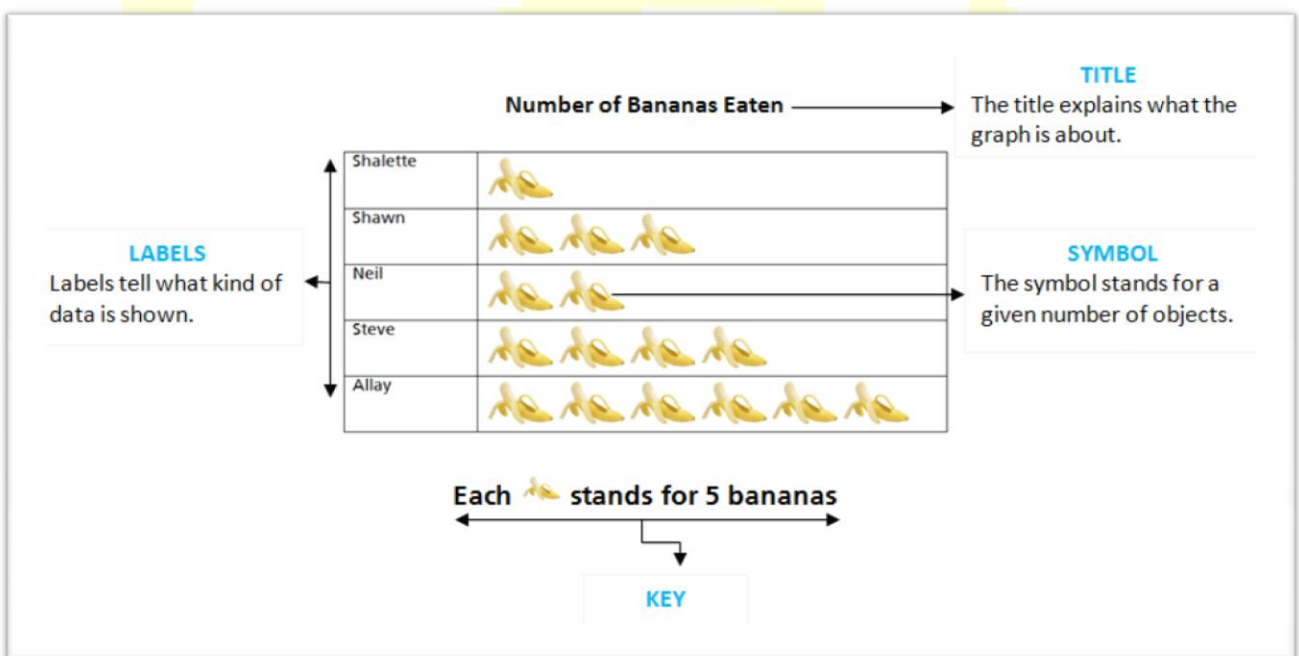 Number of Bananas Eaten
TITLE
The title explains what the
graph is about.
Shalette
Shawn
Neil
Steve
Allay
LABELS
Labels tell what kind of
data is shown.
SYMBOL
The symbol stands for a
given number of objects.
Each stands for 5 bananas
KEY